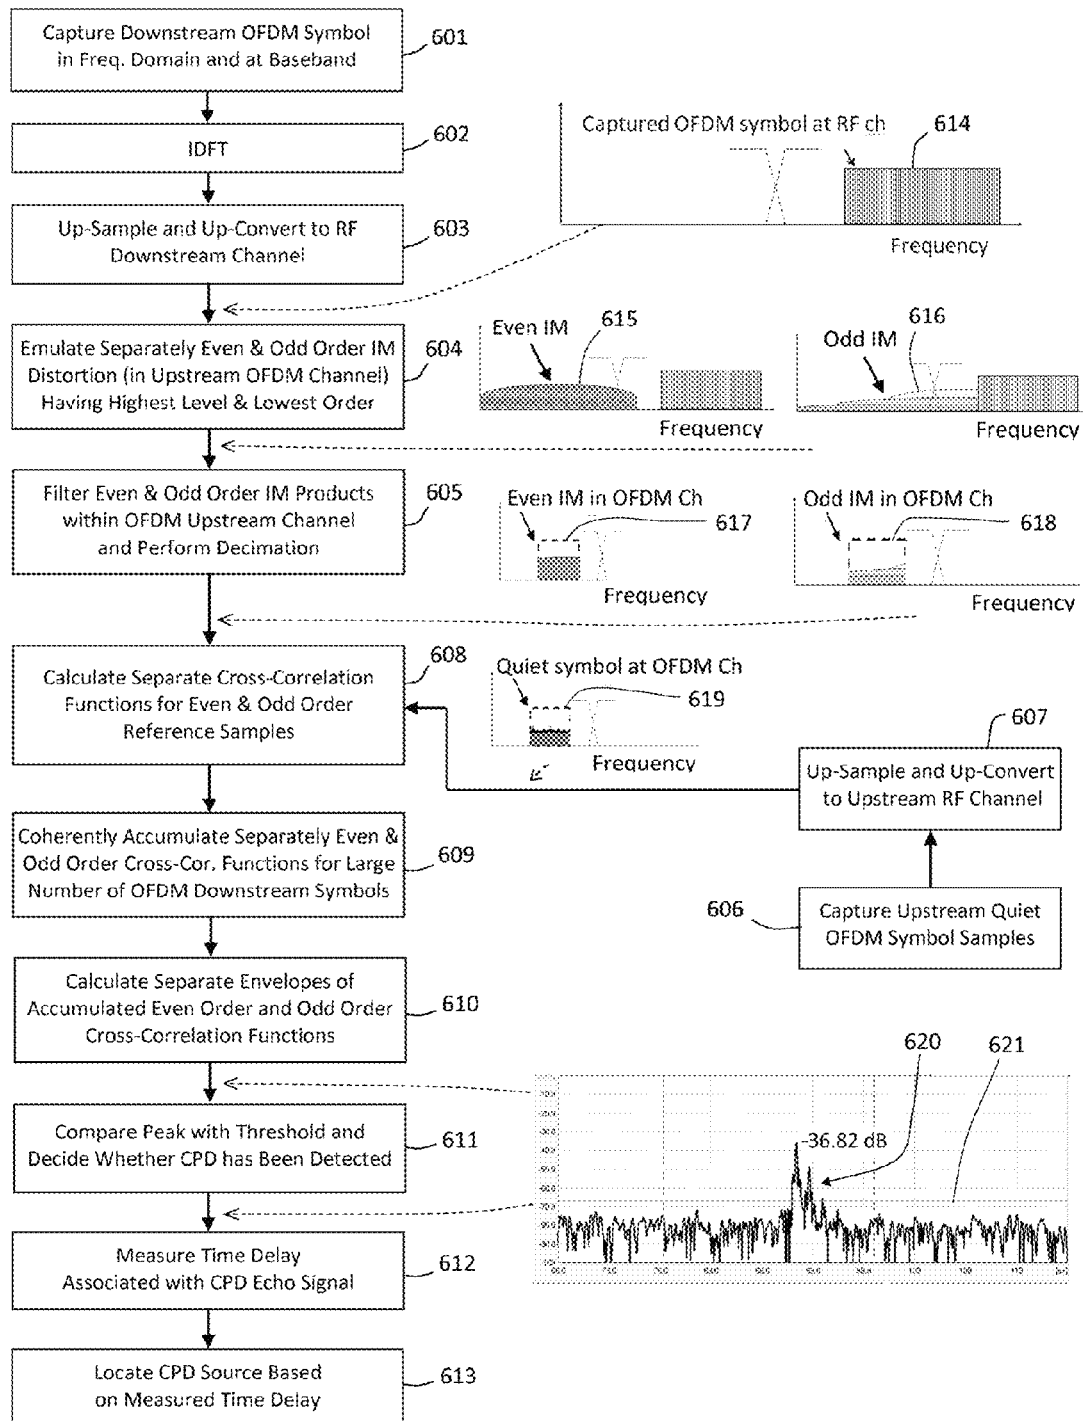 Capture Downstream OFDM Symbol
in Freq. Domain and at Baseband
601
IDFT
602
Up-Sample and Up-Convert to RF
Downstream Channel
603
Captured OFDM symbol at RF ch
614
Frequency
Emulate Separately Even & Odd Order IM
Distortion (in Upstream OFDM Channel)
Having Highest Level & Lowest Order
604
Even IM
615
Frequency
Odd IM
616
Frequency
Filter Even & Odd Order IM Products
within OFDM Upstream Channel
and Perform Decimation
605
Even IM in OFDM Ch
617
Frequency
Odd IM in OFDM Ch
618
Frequency
Calculate Separate Cross-Correlation
Functions for Even & Odd Order
Reference Samples
608
Quiet symbol at OFDM Ch
619
Frequency
607
Up-Sample and Up-Convert
to Upstream RF Channel
Coherently Accumulate Separately Even &
Odd Order Cross-Cor. Functions for Large
Number of OFDM Downstream Symbols
609
606
Capture Upstream Quiet
OFDM Symbol Samples
Calculate Separate Envelopes of
Accumulated Even Order and Odd Order
Cross-Correlation Functions
610
620
621
-36.82 dB
Compare Peak with Threshold and
Decide Whether CPD has Been Detected
611
Measure Time Delay
Associated with CPD Echo Signal
612
Locate CPD Source Based
on Measured Time Delay
613